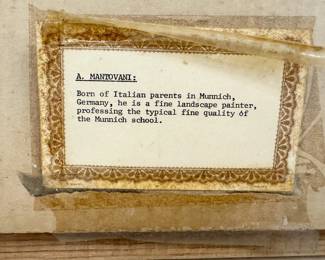 A. MANTOVANI:
Born of Italian parents in Munnich,
Germany, he is a fine landscape painter,
professing the typical fine quality of
the Munnich school.